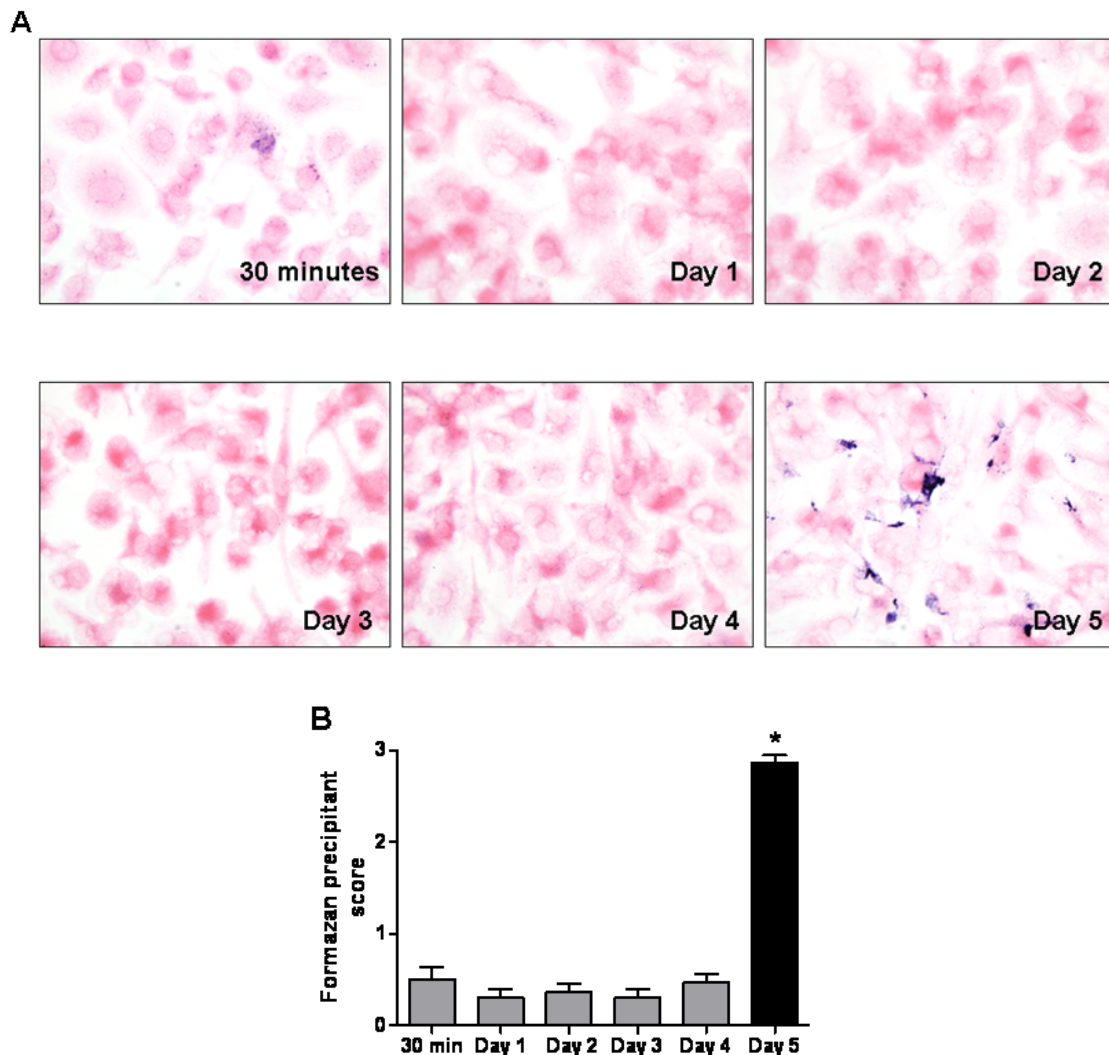 A
30 minutes
Day 1
Day 2
Day 3
Day 4
Day 5
B
*
Formazan precipitant
score
3
2
1
0
30 min Day 1 Day 2 Day 3 Day 4 Day 5